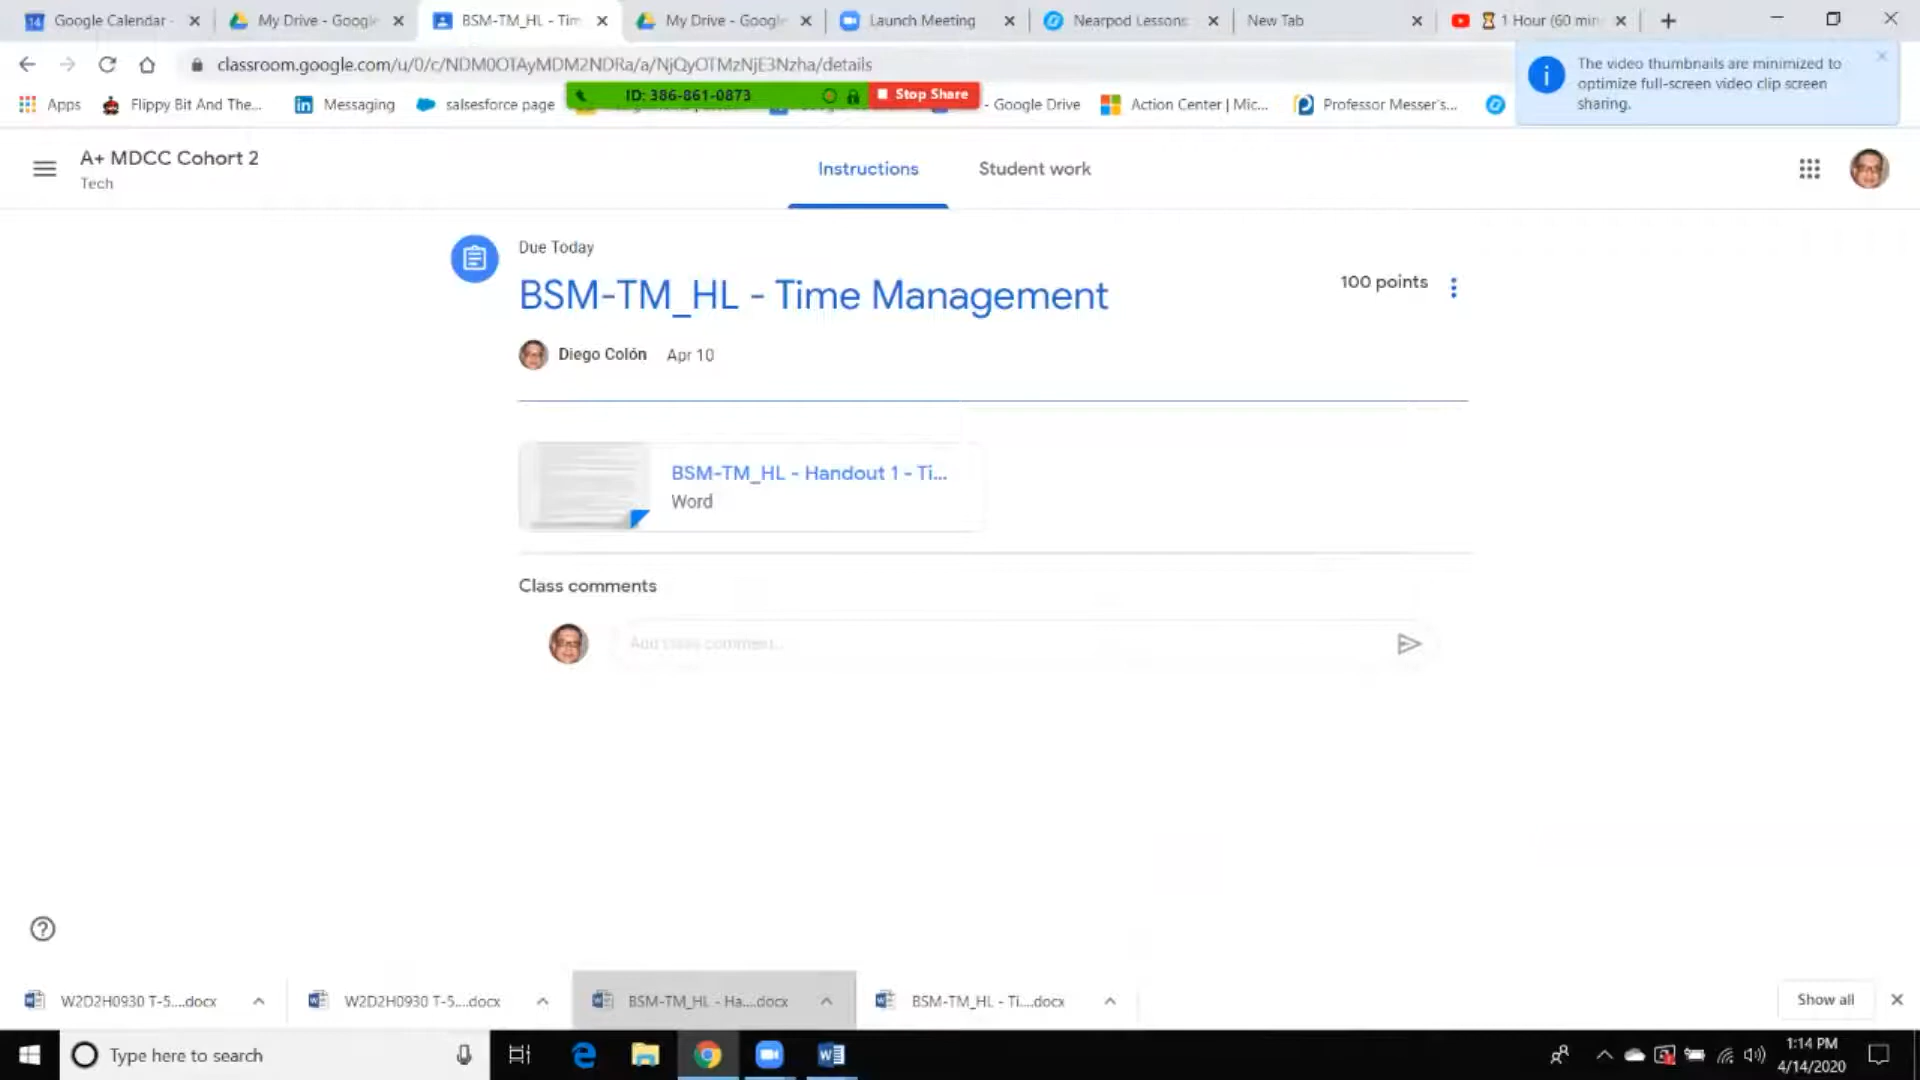 Google Calendar -
My Drive - Google
BSM-TM_HL - Tim
My Drive - Google
Launch Meeting
Nearpod Lessons
New Tab
1 Hour (60 min
classroom.google.com/u/0/c/NDM0OTAyMDM2NDRa/a/NjQyOTMzNjE3Nzha/details
The video thumbnails are minimized to
optimize full-screen video clip screen
sharing.
Apps
Flippy Bit And The...
Messaging
salsesforce page
ID: 386-861-0873
Stop Share
- Google Drive
Action Center | Mic...
Professor Messer's...
A+ MDCC Cohort 2
Tech
Instructions
Student work
Due Today
BSM-TM_HL - Time Management
100 points
Diego Colón Apr 10
BSM-TM_HL - Handout 1 - Ti...
Word
Class comments
Add class comment...
W2D2H0930 T-5....docx
W2D2H0930 T-5....docx
BSM-TM_HL - Ha....docx
BSM-TM_HL - Ti....docx
Show all
Type here to search
1:14 PM
4/14/2020